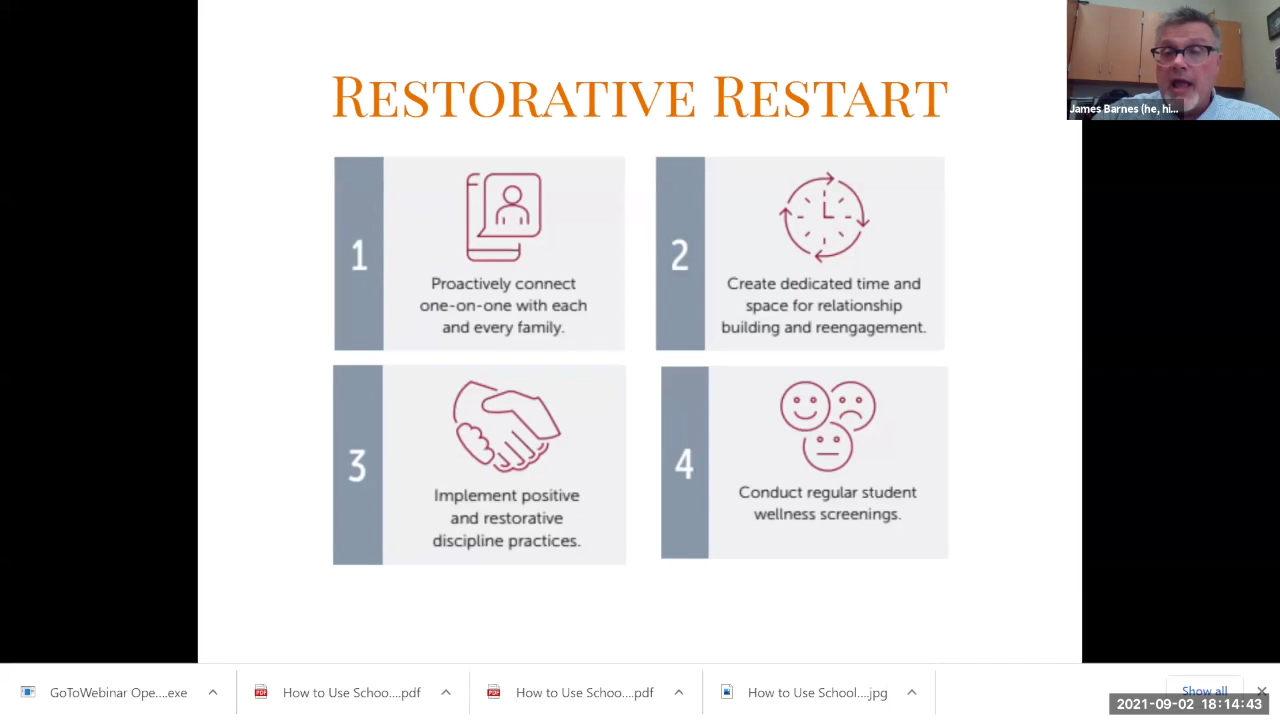 RESTORATIVE RESTART
James Barnes (he, hi...
1
Proactively connect
one-on-one with each
and every family.
2
Create dedicated time and
space for relationship
building and reengagement.
3
Implement positive
and restorative
discipline practices.
4
Conduct regular student
wellness screenings.
GoToWebinar Ope....exe
How to Use Schoo....pdf
How to Use Schoo....pdf
How to Use School....jpg
Show all
2021-09-02 18:14:43